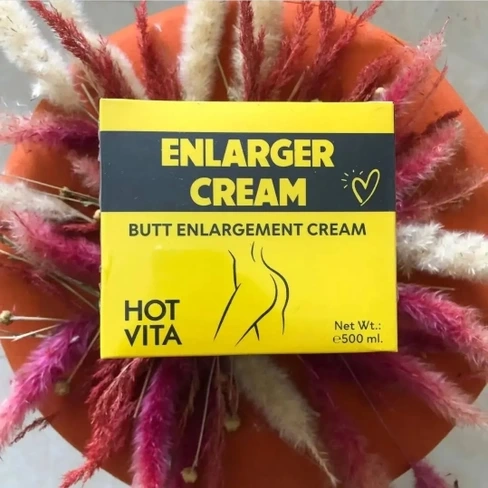 ENLARGER
CREAM
BUTT ENLARGEMENT CREAM
HOT
VITA
Net Wt.:
℮500 ml.